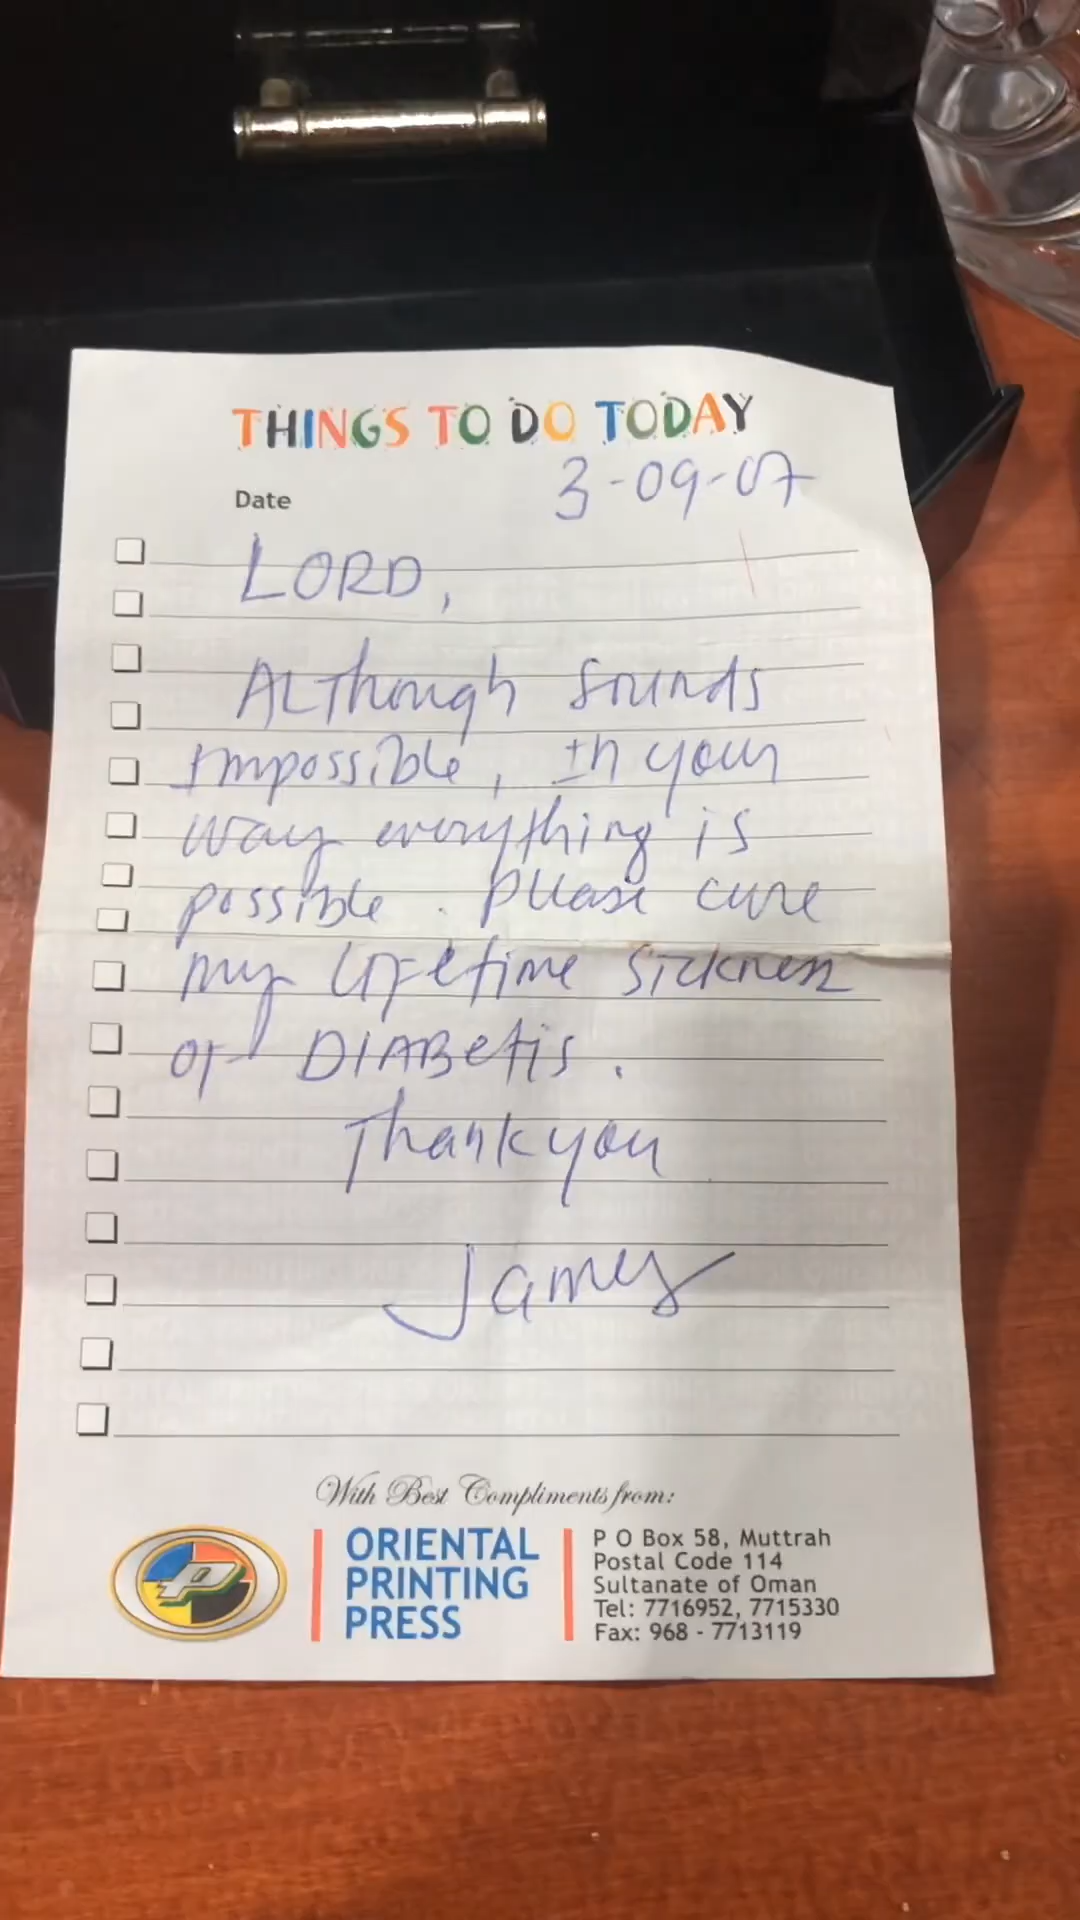 THINGS TO DO TODAY
Date 3-09-07
LORD,
ALThough sounds
Impossible, In your
way everything is
possible. please cure
my Lifetime sickness
of DIABetis.
Thank you
James
With Best Compliments from:
P
ORIENTAL
PRINTING
PRESS
P O Box 58, Muttrah
Postal Code 114
Sultanate of Oman
Tel: 7716952, 7715330
Fax: 968 - 7713119